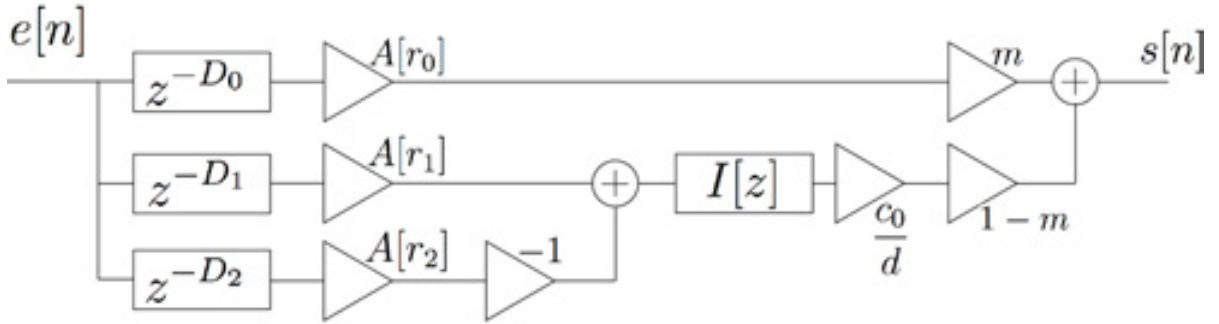 e[n]
z^{-D_0}
A[r_0]
m
+
s[n]
z^{-D_1}
A[r_1]
+
I[z]
c_0/d
1 − m
z^{-D_2}
A[r_2]
−1